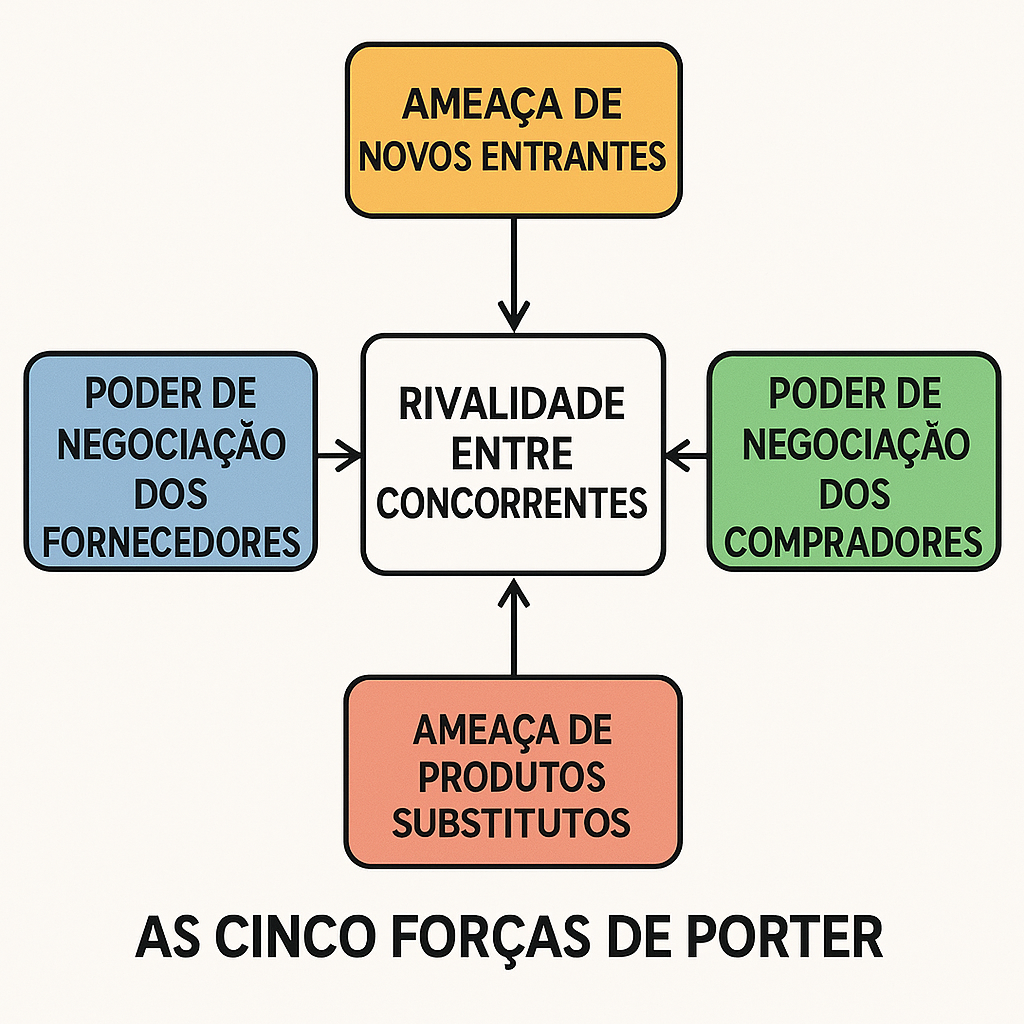 AMEAÇA DE
NOVOS ENTRANTES
PODER DE
NEGOCIAÇÃO
DOS
FORNECEDORES
RIVALIDADE
ENTRE
CONCORRENTES
PODER DE
NEGOCIAÇÃO
DOS
COMPRADORES
AMEAÇA DE
PRODUTOS
SUBSTITUTOS
AS CINCO FORÇAS DE PORTER